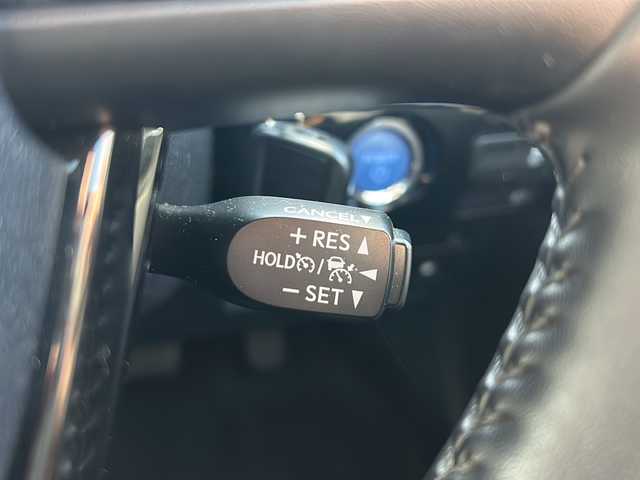 CANCEL▼
+ RES ▲
HOLD / ◀
− SET ▼